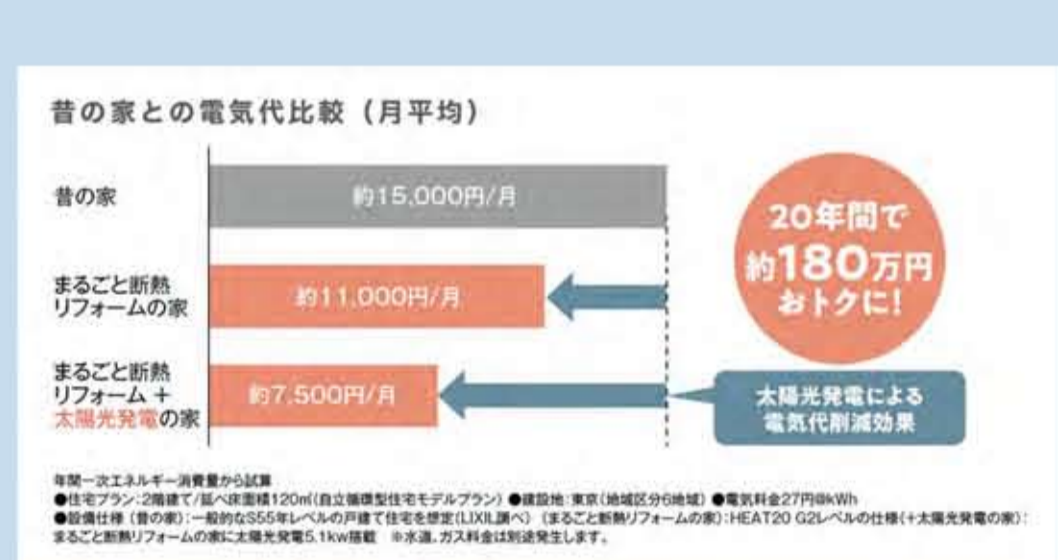 昔の家との電気代比較（月平均）
昔の家
約15,000円/月
まるごと断熱
リフォームの家
約11,000円/月
まるごと断熱
リフォーム +
太陽光発電の家
約7,500円/月
20年間で
約180万円
おトクに!
太陽光発電による
電気代削減効果
年間一次エネルギー消費量から試算
●住宅プラン:2階建て/延べ床面積120㎡(自立循環型住宅モデルプラン) ●建設地:東京(地域区分6地域) ●電気料金27円@kWh
●設備仕様 (昔の家):一般的なS55年レベルの戸建て住宅を想定(LIXIL調べ) (まるごと断熱リフォームの家):HEAT20 G2レベルの仕様(+太陽光発電の家):
まるごと断熱リフォームの家に太陽光発電5.1kw搭載 ※水道、ガス料金は別途発生します。